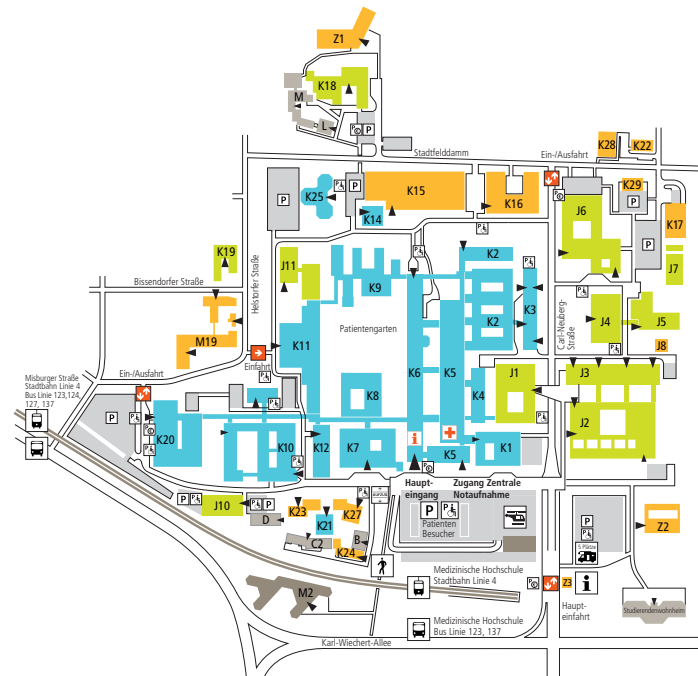 Z1
K18
M
L
P
Stadtfelddamm
Ein-/Ausfahrt
K28
K22
P
K25
P
K15
K16
K29
P
K14
J6
K17
P
K19
J11
K2
J7
Bissendorfer Straße
Helstorfer Straße
K9
K2
K3
Carl-Neuberg-
Straße
J4
J5
M19
Patientengarten
K11
K6
K5
J8
Ein-/Ausfahrt
Einfahrt
Misburger Straße
Stadtbahn Linie 4
Bus Linie 123,124,
127, 137
K8
K4
J1
J3
P
J2
K20
K10
K12
K7
i
K5
K1
Haupt-
eingang
Zugang Zentrale
Notaufnahme
P
J10
P
D
K23
K21
K27
P
Patienten
Besucher
Z2
C2
B
K24
P
5 Plätze
M2
Medizinische Hochschule
Stadtbahn Linie 4
Z3
i
Haupt-
einfahrt
Studierendenwohnheim
Medizinische Hochschule
Bus Linie 123, 137
Karl-Wiechert-Allee